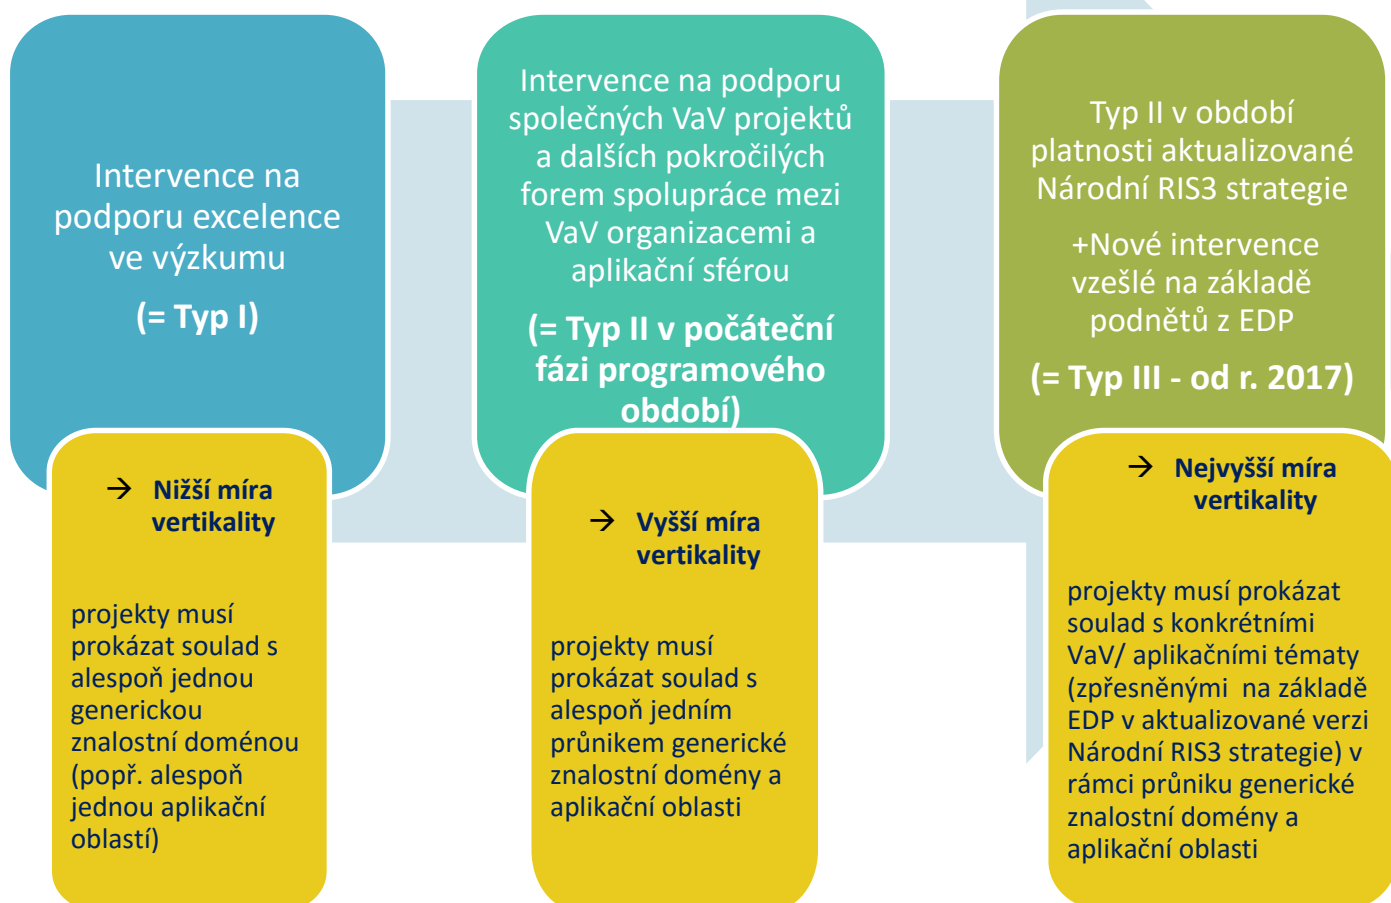 Intervence na
podporu excelence
ve výzkumu
(= Typ I)
→ Nižší míra
vertikality
projekty musí
prokázat soulad s
alespoň jednou
generickou
znalostní doménou
(popř. alespoň
jednou aplikační
oblastí)
Intervence na podporu
společných VaV projektů
a dalších pokročilých
forem spolupráce mezi
VaV organizacemi a
aplikační sférou
(= Typ II v počáteční
fázi programového
období)
→ Vyšší míra
vertikality
projekty musí
prokázat soulad s
alespoň jedním
průnikem generické
znalostní domény a
aplikační oblasti
Typ II v období
platnosti aktualizované
Národní RIS3 strategie
+Nové intervence
vzešlé na základě
podnětů z EDP
(= Typ III - od r. 2017)
→ Nejvyšší míra
vertikality
projekty musí prokázat
soulad s konkrétními
VaV/ aplikačními tématy
(zpřesněnými na základě
EDP v aktualizované verzi
Národní RIS3 strategie) v
rámci průniku generické
znalostní domény a
aplikační oblasti